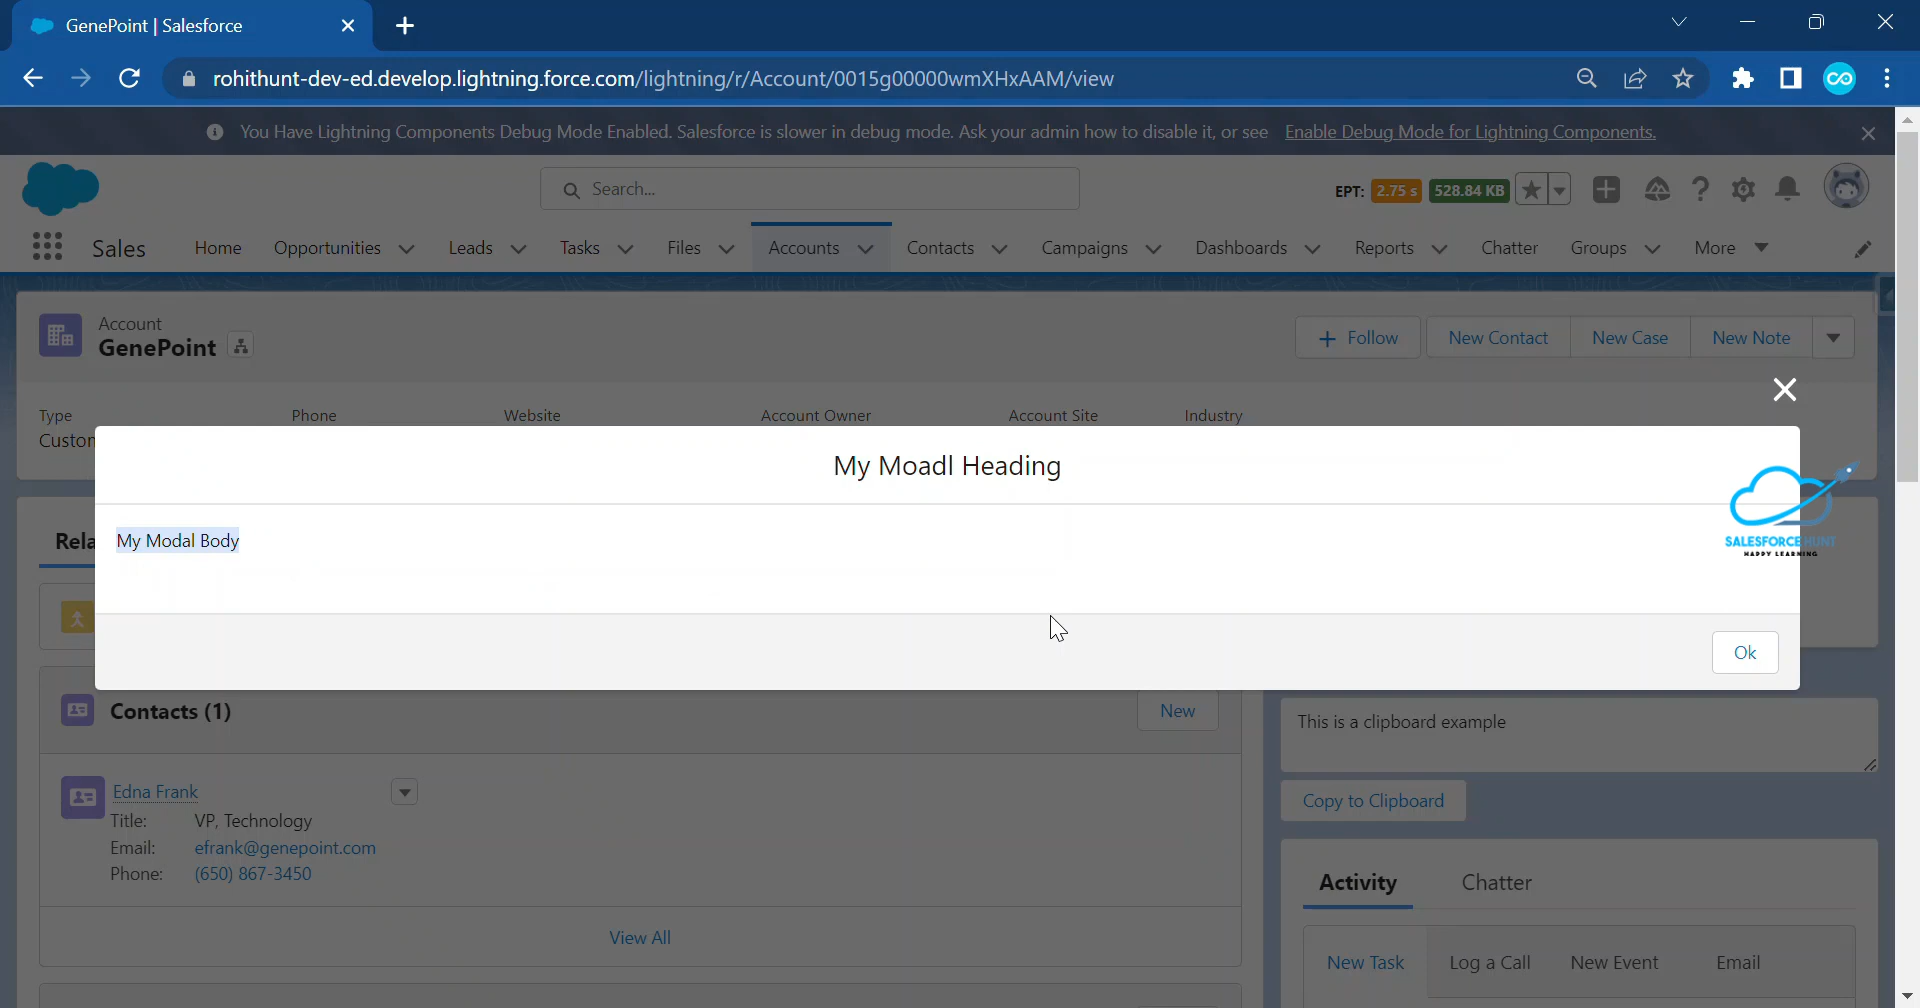 GenePoint | Salesforce
rohithunt-dev-ed.develop.lightning.force.com/lightning/r/Account/0015g00000wmXHxAAM/view
You Have Lightning Components Debug Mode Enabled. Salesforce is slower in debug mode. Ask your admin how to disable it, or see Enable Debug Mode for Lightning Components.
Search...
EPT: 2.75 s 528.84 KB
Sales Home Opportunities Leads Tasks Files Accounts Contacts Campaigns Dashboards Reports Chatter Groups More
Account
GenePoint
Follow New Contact New Case New Note
Type Phone Website Account Owner Account Site Industry
Custom
My Moadl Heading
Rela
My Modal Body
SALESFORCE HUNT
HAPPY LEARNING
Ok
Contacts (1)
New
This is a clipboard example
Copy to Clipboard
Edna Frank
Title: VP, Technology
Email: efrank@genepoint.com
Phone: (650) 867-3450
View All
Activity Chatter
New Task Log a Call New Event Email